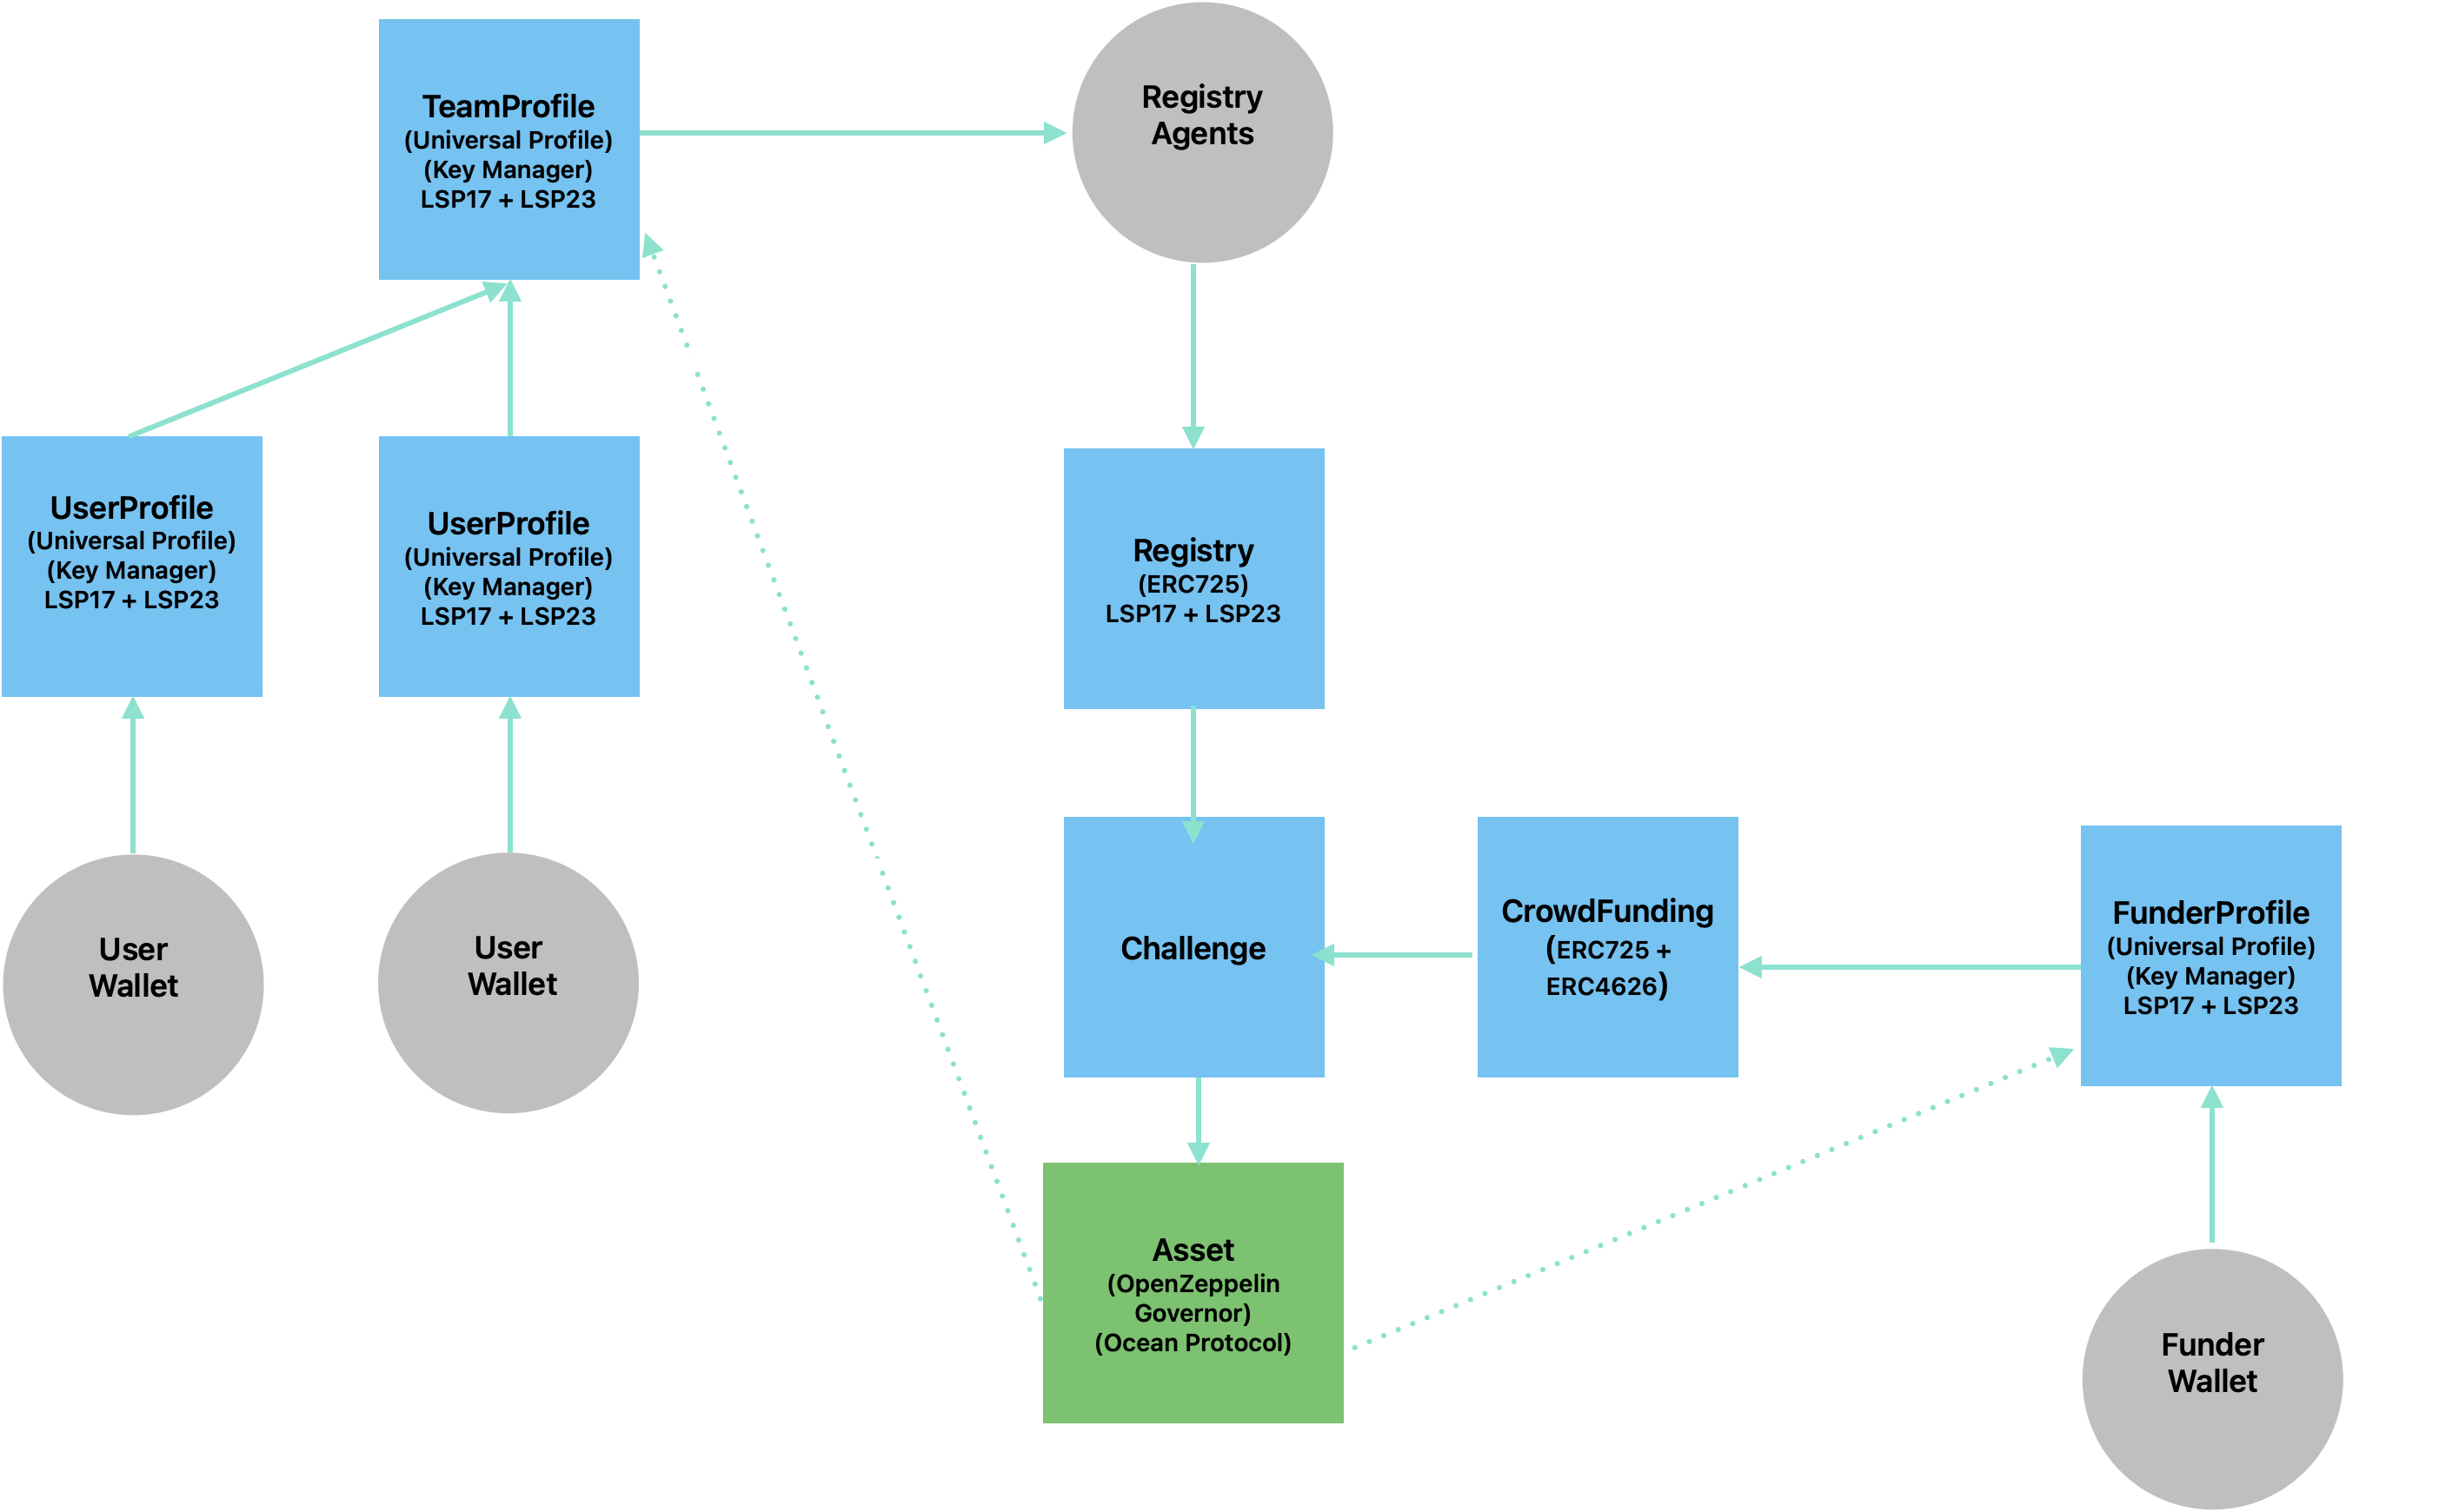 TeamProfile
(Universal Profile)
(Key Manager)
LSP17 + LSP23
Registry
Agents
UserProfile
(Universal Profile)
(Key Manager)
LSP17 + LSP23
UserProfile
(Universal Profile)
(Key Manager)
LSP17 + LSP23
Registry
(ERC725)
LSP17 + LSP23
User
Wallet
User
Wallet
Challenge
CrowdFunding
(ERC725 +
ERC4626)
FunderProfile
(Universal Profile)
(Key Manager)
LSP17 + LSP23
Asset
(OpenZeppelin
Governor)
(Ocean Protocol)
Funder
Wallet